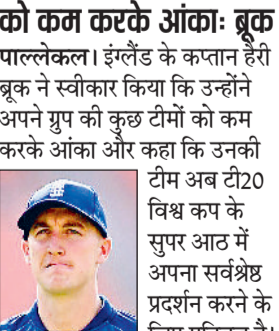 को कम करके आंकाः ब्रूक
पाल्लेकल। इंग्लैंड के कप्तान हैरी
ब्रूक ने स्वीकार किया कि उन्होंने
अपने ग्रुप की कुछ टीमों को कम
करके आंका और कहा कि उनकी
टीम अब टी20
विश्व कप के
सुपर आठ में
अपना सर्वश्रेष्ठ
प्रदर्शन करने के